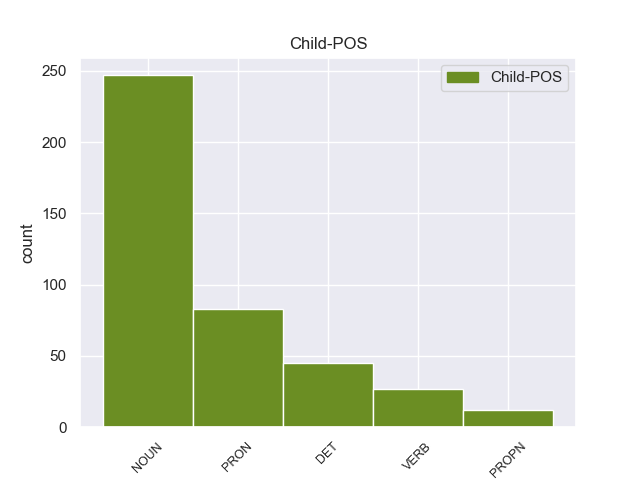 Child-POS
Child-POS
250
200
150
100
50
0
count
NOUN
PRON
DET
VERB
PROPN